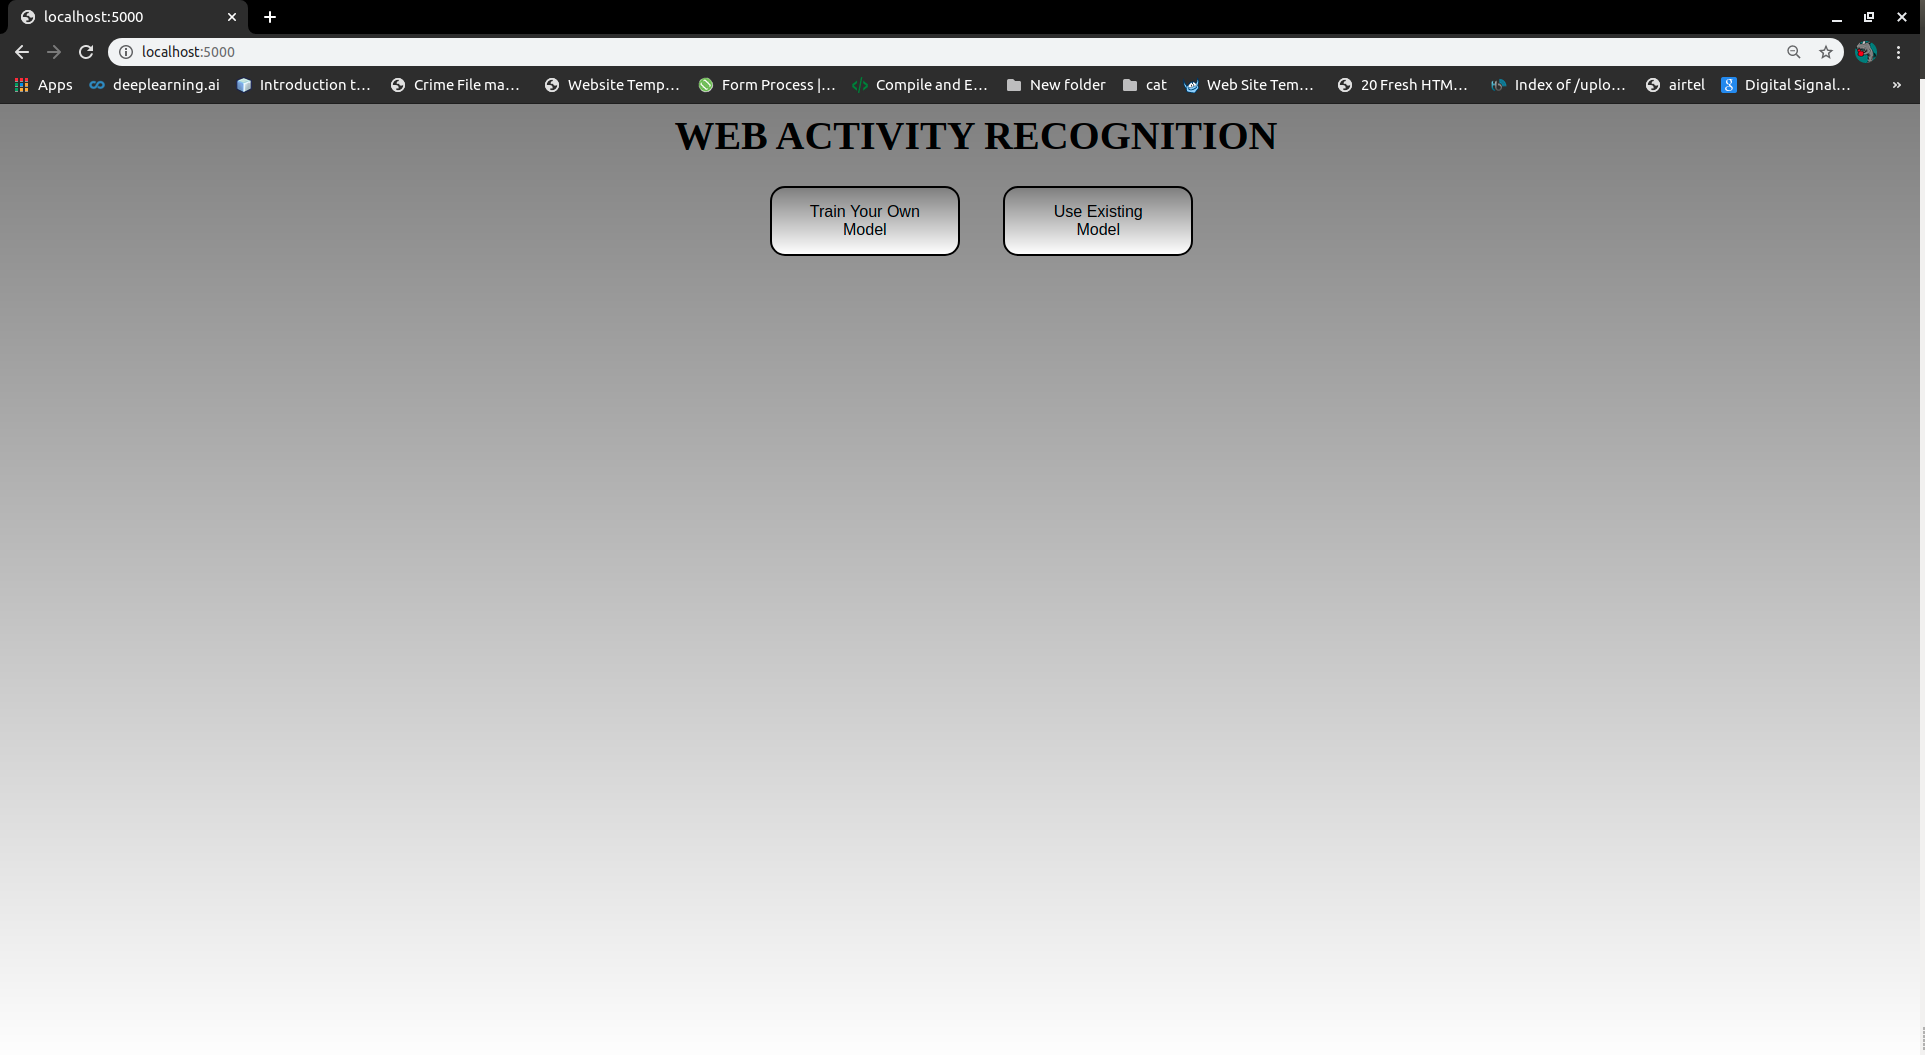 localhost:5000
localhost:5000
Apps deeplearning.ai Introduction t... Crime File ma... Website Temp... Form Process |... Compile and E... New folder cat Web Site Tem... 20 Fresh HTM... Index of /uplo... airtel Digital Signal... »
WEB ACTIVITY RECOGNITION
Train Your Own
Model
Use Existing
Model